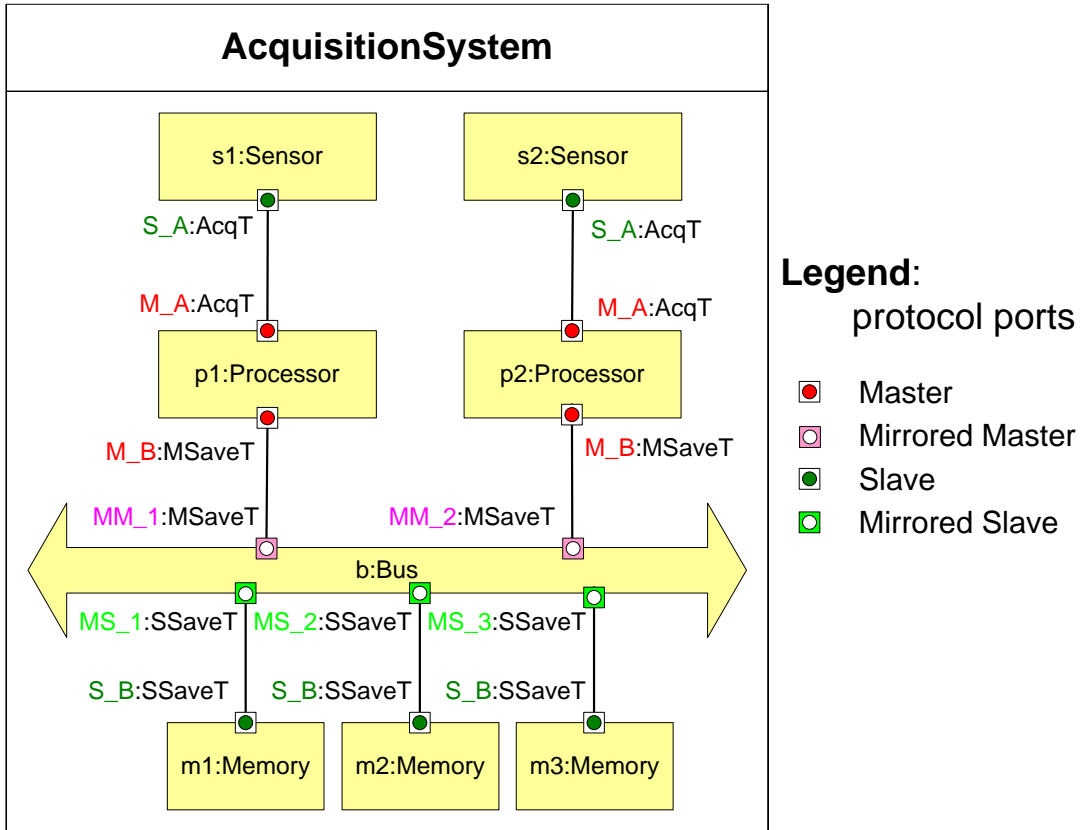 AcquisitionSystem
s1:Sensor
s2:Sensor
S_A:AcqT
S_A:AcqT
M_A:AcqT
M_A:AcqT
p1:Processor
p2:Processor
M_B:MSaveT
M_B:MSaveT
MM_1:MSaveT
MM_2:MSaveT
b:Bus
MS_1:SSaveT
MS_2:SSaveT
MS_3:SSaveT
S_B:SSaveT
S_B:SSaveT
S_B:SSaveT
m1:Memory
m2:Memory
m3:Memory
Legend:
protocol ports
Master
Mirrored Master
Slave
Mirrored Slave